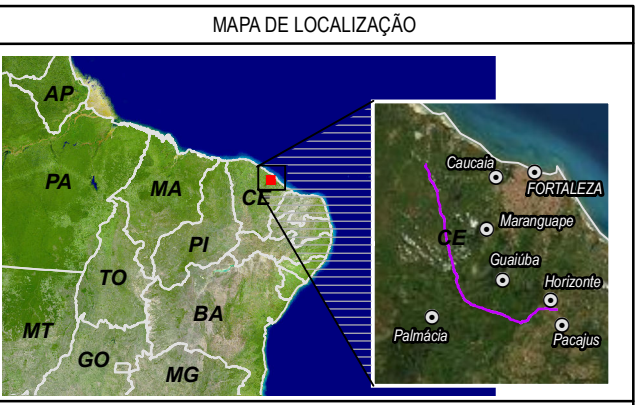 MAPA DE LOCALIZAÇÃO
AP
PA
MA
CE
PI
TO
BA
MT
GO
MG
Caucaia
FORTALEZA
Maranguape
CE
Guaiúba
Horizonte
Palmácia
Pacajus